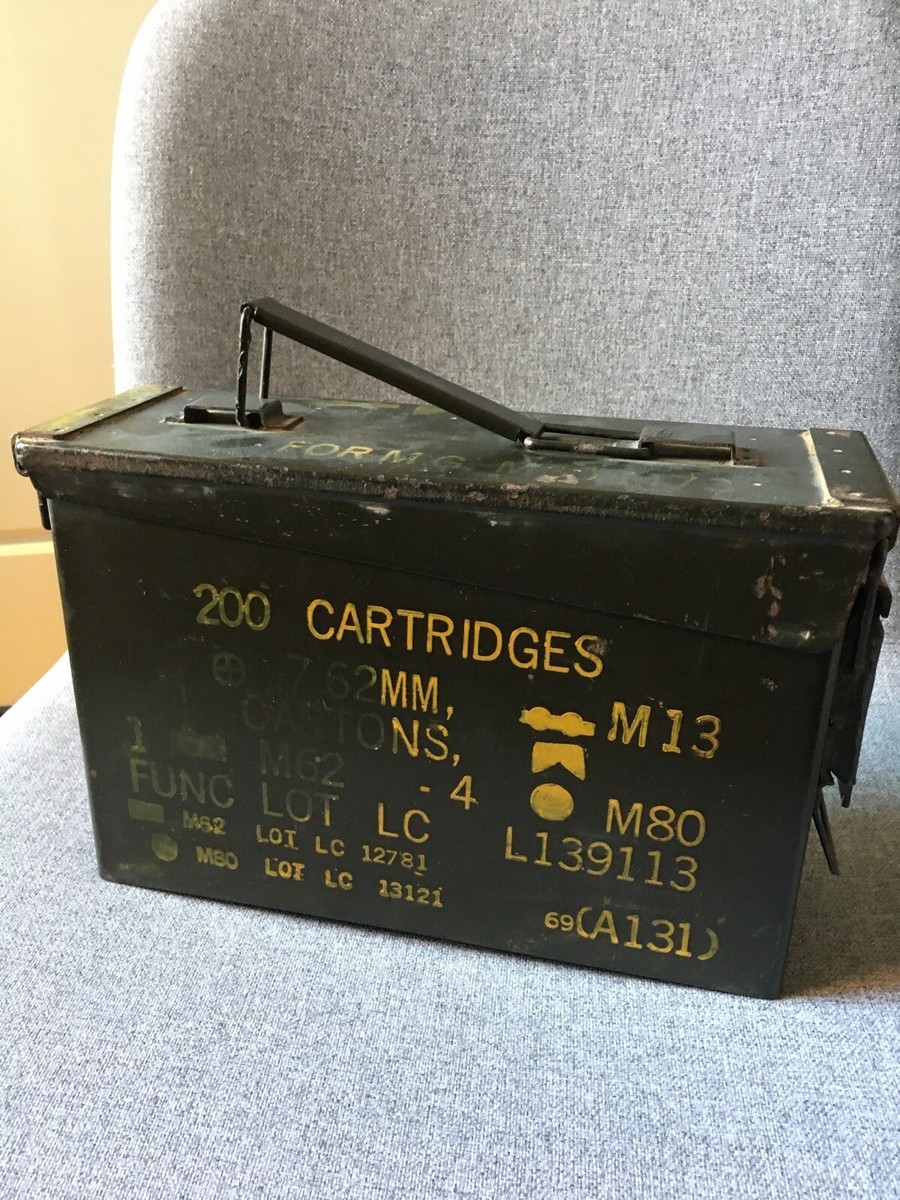 FOR M.G.
200 CARTRIDGES
7.62MM, M13
CARTONS,
1 M62 - 4 M80
FUNC LOT LC L139113
M62 LOT LC 12781
M80 LOT LC 13121
69(A131)